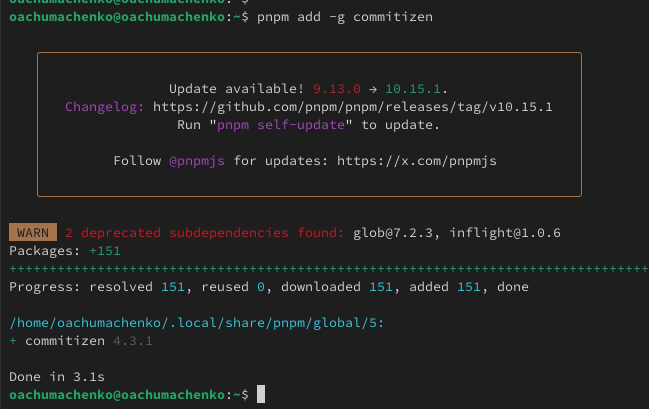 oachumachenko@oachumachenko:~$
oachumachenko@oachumachenko:~$ pnpm add -g commitizen
Update available! 9.13.0 → 10.15.1.
Changelog: https://github.com/pnpm/pnpm/releases/tag/v10.15.1
Run "pnpm self-update" to update.
Follow @pnpmjs for updates: https://x.com/pnpmjs
WARN 2 deprecated subdependencies found: glob@7.2.3, inflight@1.0.6
Packages: +151
++++++++++++++++++++++++++++++++++++++++++++++++++++++++++++++++++++++++++++++++
Progress: resolved 151, reused 0, downloaded 151, added 151, done
/home/oachumachenko/.local/share/pnpm/global/5:
+ commitizen 4.3.1
Done in 3.1s
oachumachenko@oachumachenko:~$